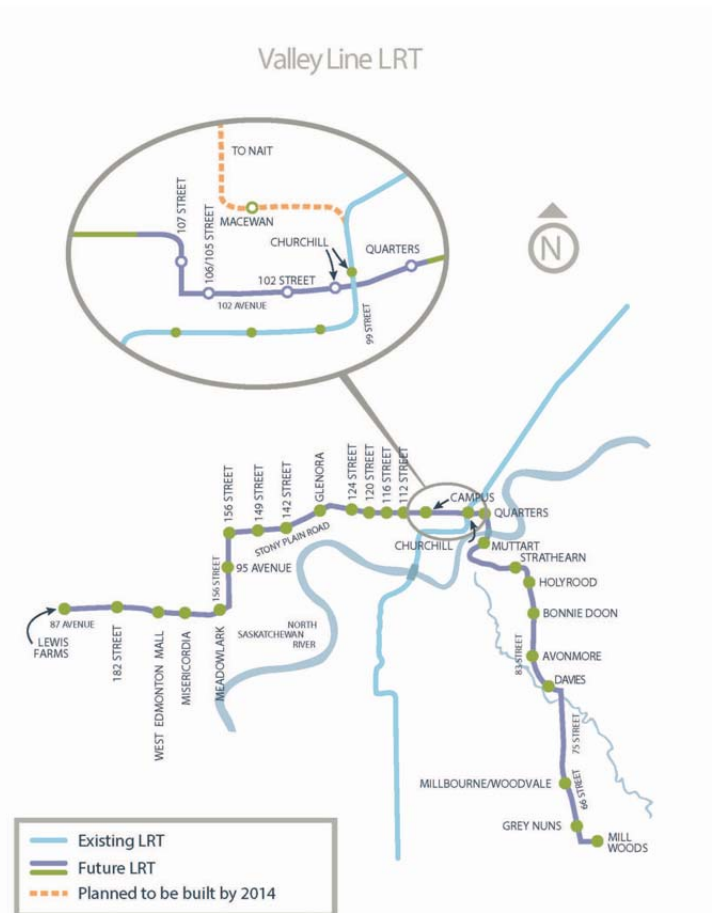 Valley Line LRT
TO NAIT
MACEWAN
107 STREET
106/105 STREET
CHURCHILL
QUARTERS
102 STREET
102 AVENUE
99 STREET
N
156 STREET
149 STREET
142 STREET
GLENORA
124 STREET
120 STREET
116 STREET
112 STREET
CAMPUS
QUARTERS
CHURCHILL
STONY PLAIN ROAD
MUTTART
STRATHEARN
95 AVENUE
HOLYROOD
156 STREET
BONNIE DOON
87 AVENUE
LEWIS
FARMS
182 STREET
WEST EDMONTON MALL
MISERICORDIA
MEADOWLARK
NORTH
SASKATCHEWAN
RIVER
83 STREET
AVONMORE
DAVIES
75 STREET
MILLBOURNE/WOODVALE
66 STREET
GREY NUNS
MILL
WOODS
Existing LRT
Future LRT
Planned to be built by 2014